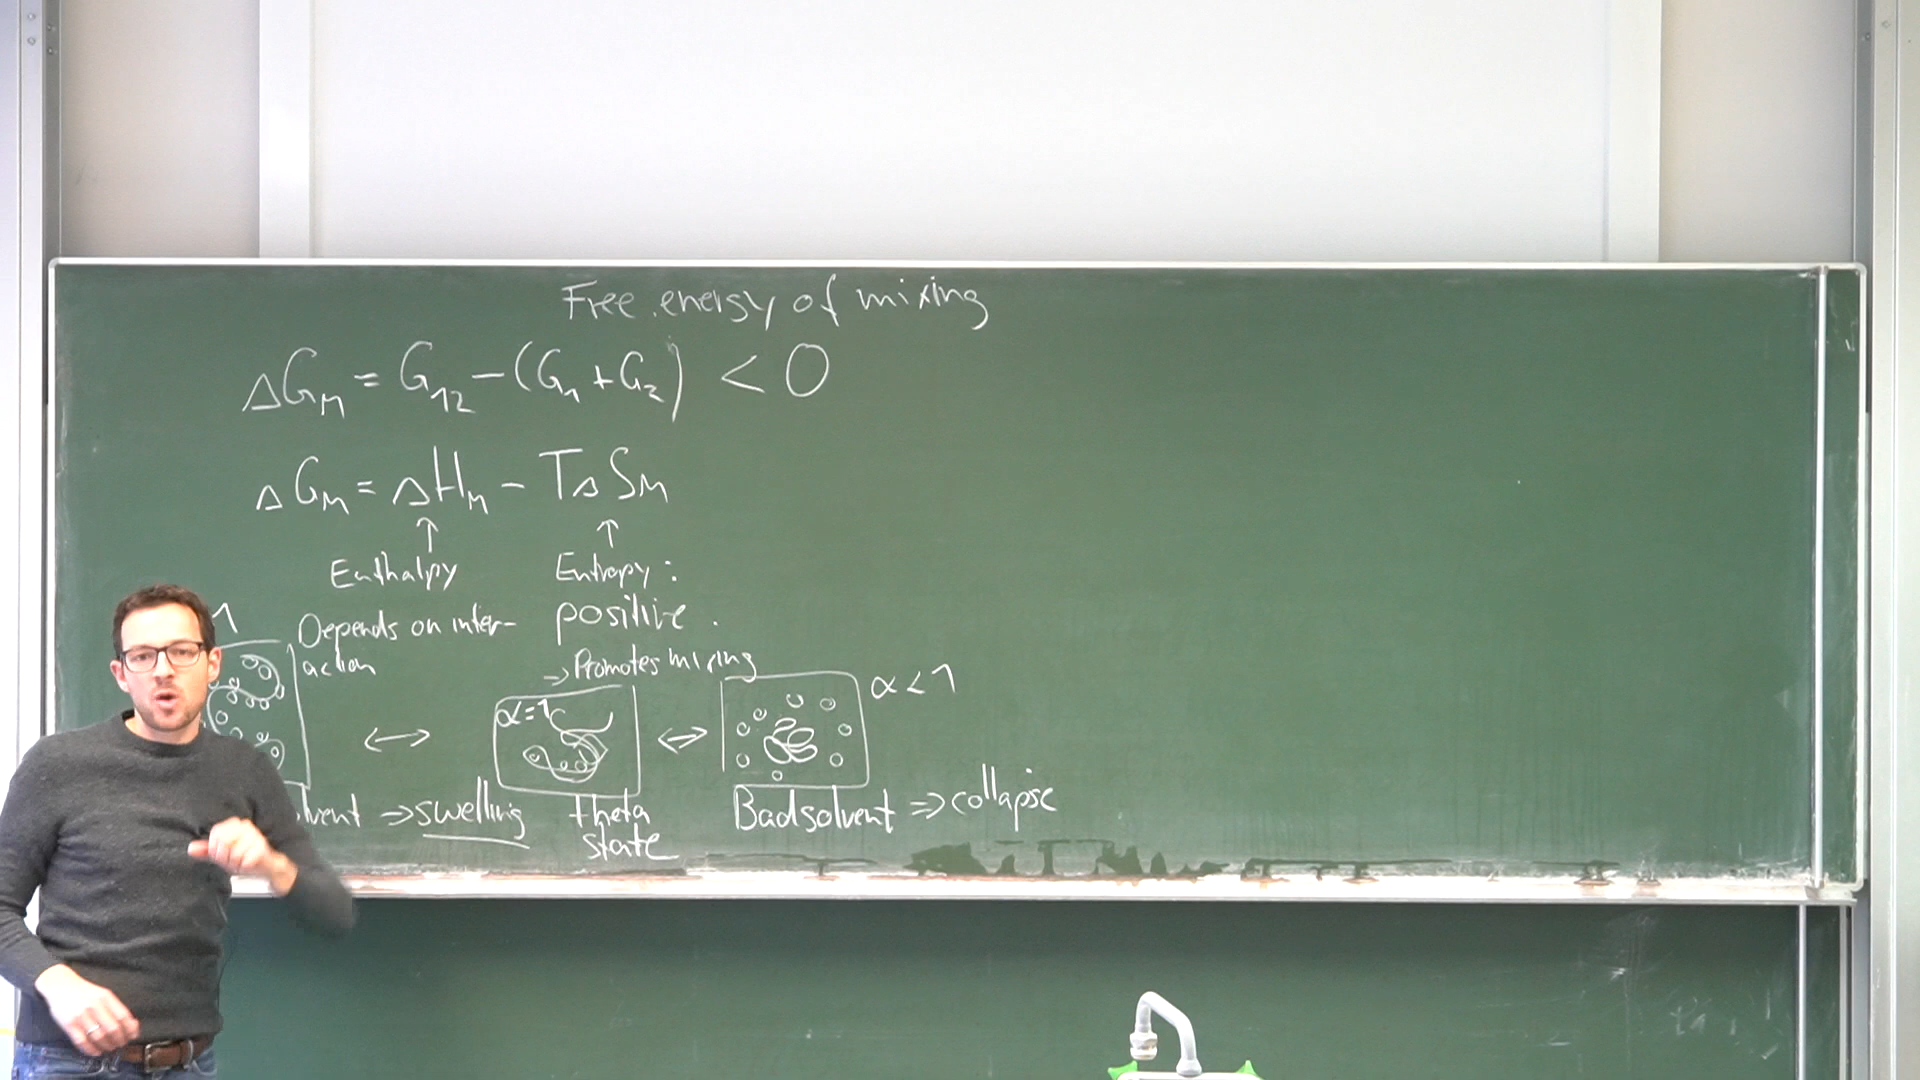 Free energy of mixing
ΔG_M = G_12 - (G_1 + G_2) < 0
ΔG_M = ΔH_M - TΔS_M
↑ ↑
Enthalpy Entropy :
Depends on inter- positive .
action
→ Promotes mixing
1
α=1
α<1
⟷ ⟷
⇒ swelling
theta
state
Badsolvent ⇒ collapse